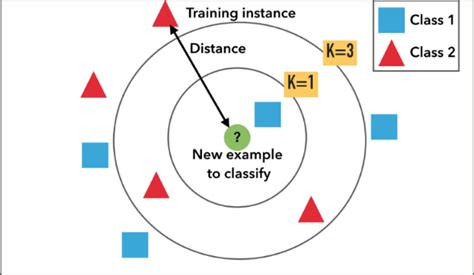 Training instance
Class 1
Distance
K=3
Class 2
K=1
?
New example
to classify